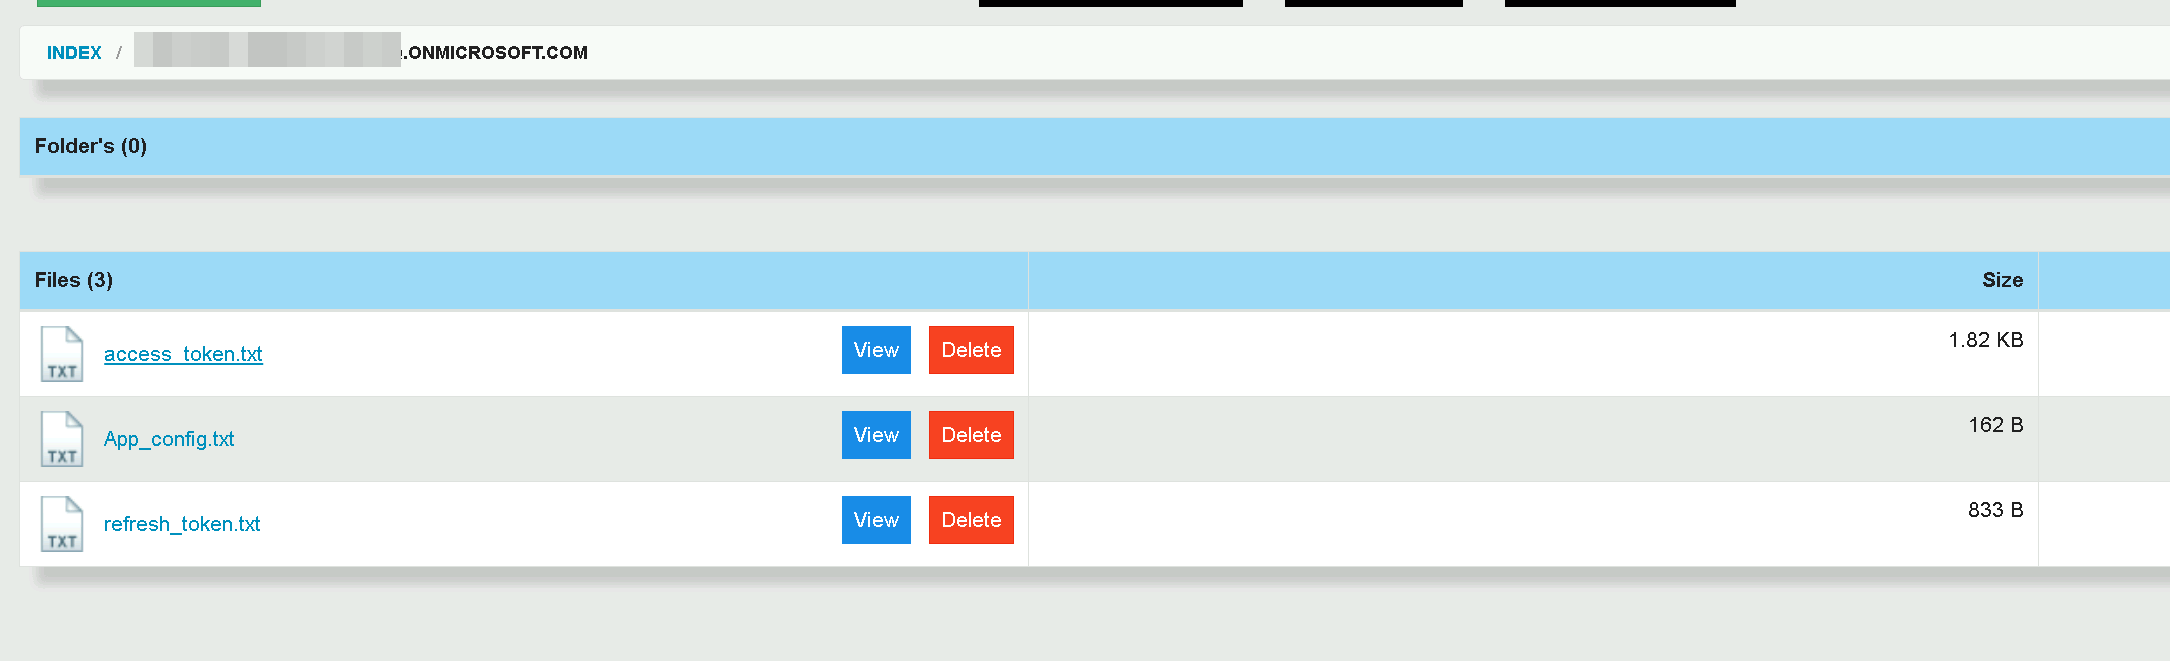 INDEX / .ONMICROSOFT.COM
Folder's (0)
Files (3) Size
TXT access_token.txt View Delete 1.82 KB
TXT App_config.txt View Delete 162 B
TXT refresh_token.txt View Delete 833 B